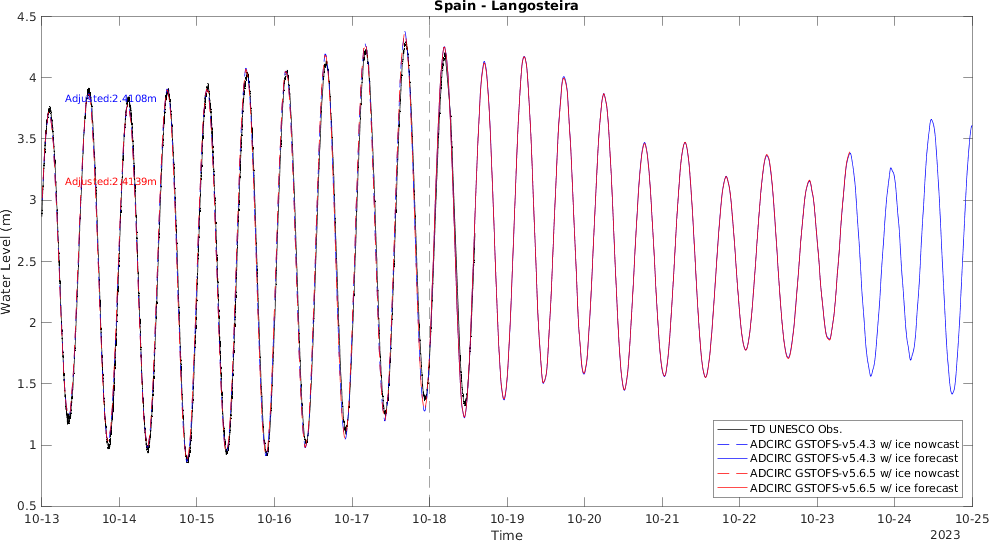 Spain - Langosteira
4.5
4
3.5
3
2.5
2
1.5
1
0.5
Water Level (m)
Adjusted:2.4108m
Adjusted:2.4139m
TD UNESCO Obs.
ADCIRC GSTOFS-v5.4.3 w/ ice nowcast
ADCIRC GSTOFS-v5.4.3 w/ ice forecast
ADCIRC GSTOFS-v5.6.5 w/ ice nowcast
ADCIRC GSTOFS-v5.6.5 w/ ice forecast
10-13 10-14 10-15 10-16 10-17 10-18 10-19 10-20 10-21 10-22 10-23 10-24 10-25
Time
2023